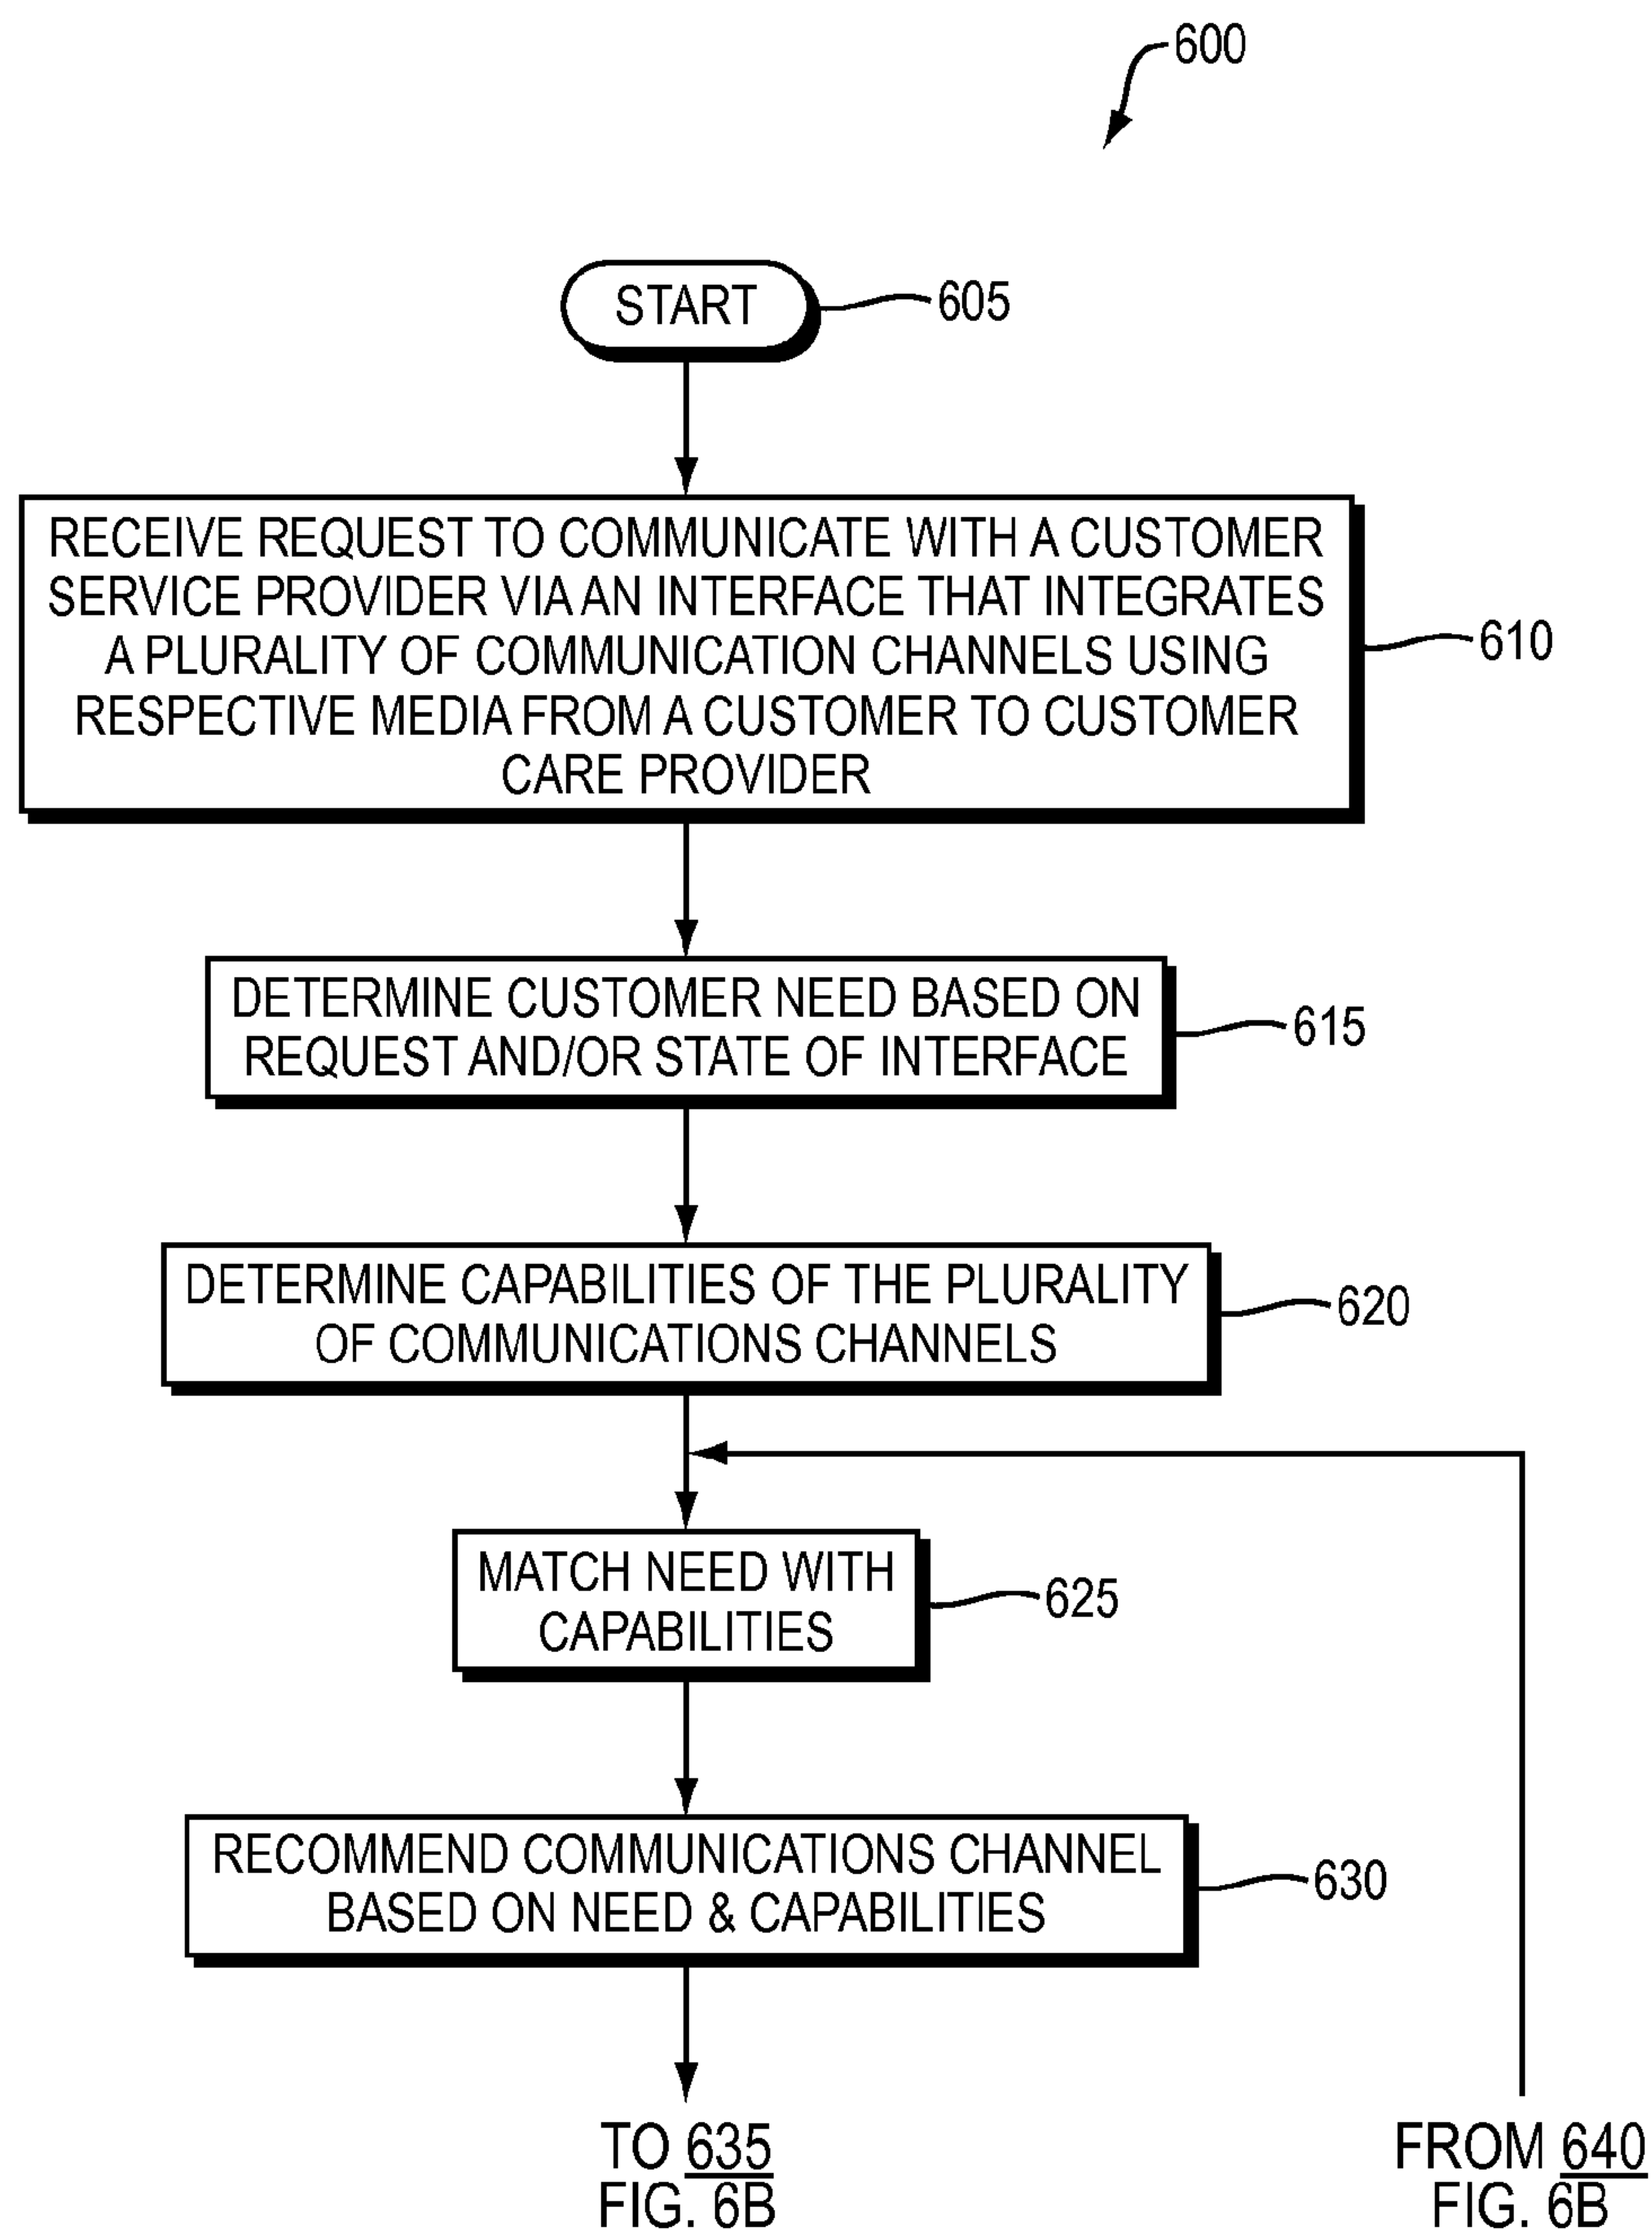 600
START
605
RECEIVE REQUEST TO COMMUNICATE WITH A CUSTOMER
SERVICE PROVIDER VIA AN INTERFACE THAT INTEGRATES
A PLURALITY OF COMMUNICATION CHANNELS USING
RESPECTIVE MEDIA FROM A CUSTOMER TO CUSTOMER
CARE PROVIDER
610
DETERMINE CUSTOMER NEED BASED ON
REQUEST AND/OR STATE OF INTERFACE
615
DETERMINE CAPABILITIES OF THE PLURALITY
OF COMMUNICATIONS CHANNELS
620
MATCH NEED WITH
CAPABILITIES
625
RECOMMEND COMMUNICATIONS CHANNEL
BASED ON NEED & CAPABILITIES
630
TO 635
FIG. 6B
FROM 640
FIG. 6B